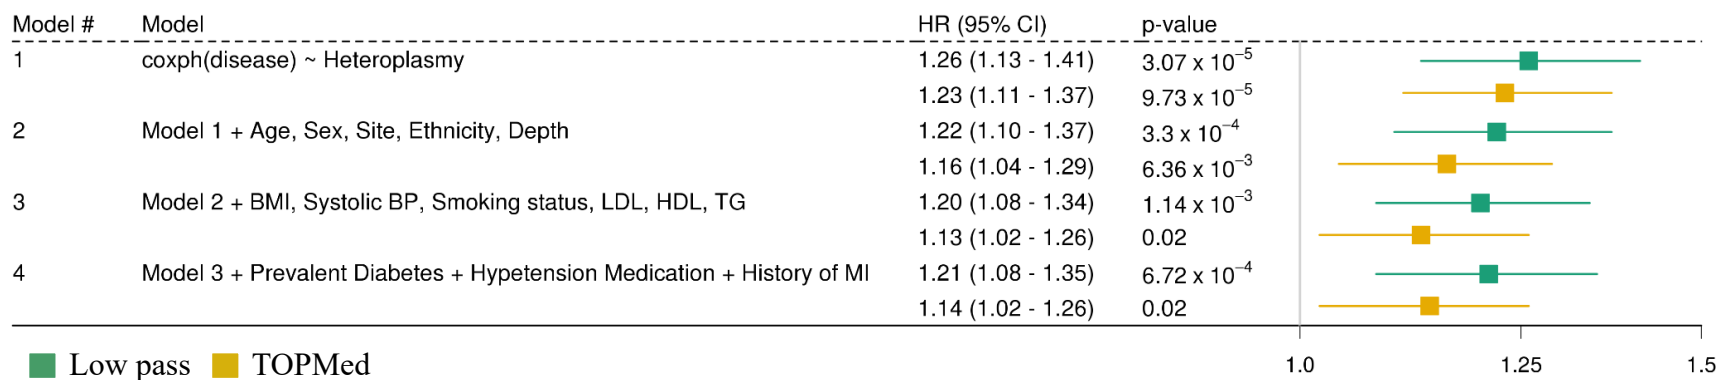 Model # Model HR (95% CI) p-value
1 coxph(disease) ~ Heteroplasmy 1.26 (1.13 - 1.41) 3.07 x 10⁻⁵
1.23 (1.11 - 1.37) 9.73 x 10⁻⁵
2 Model 1 + Age, Sex, Site, Ethnicity, Depth 1.22 (1.10 - 1.37) 3.3 x 10⁻⁴
1.16 (1.04 - 1.29) 6.36 x 10⁻³
3 Model 2 + BMI, Systolic BP, Smoking status, LDL, HDL, TG 1.20 (1.08 - 1.34) 1.14 x 10⁻³
1.13 (1.02 - 1.26) 0.02
4 Model 3 + Prevalent Diabetes + Hypetension Medication + History of MI 1.21 (1.08 - 1.35) 6.72 x 10⁻⁴
1.14 (1.02 - 1.26) 0.02
Low pass TOPMed 1.0 1.25 1.5